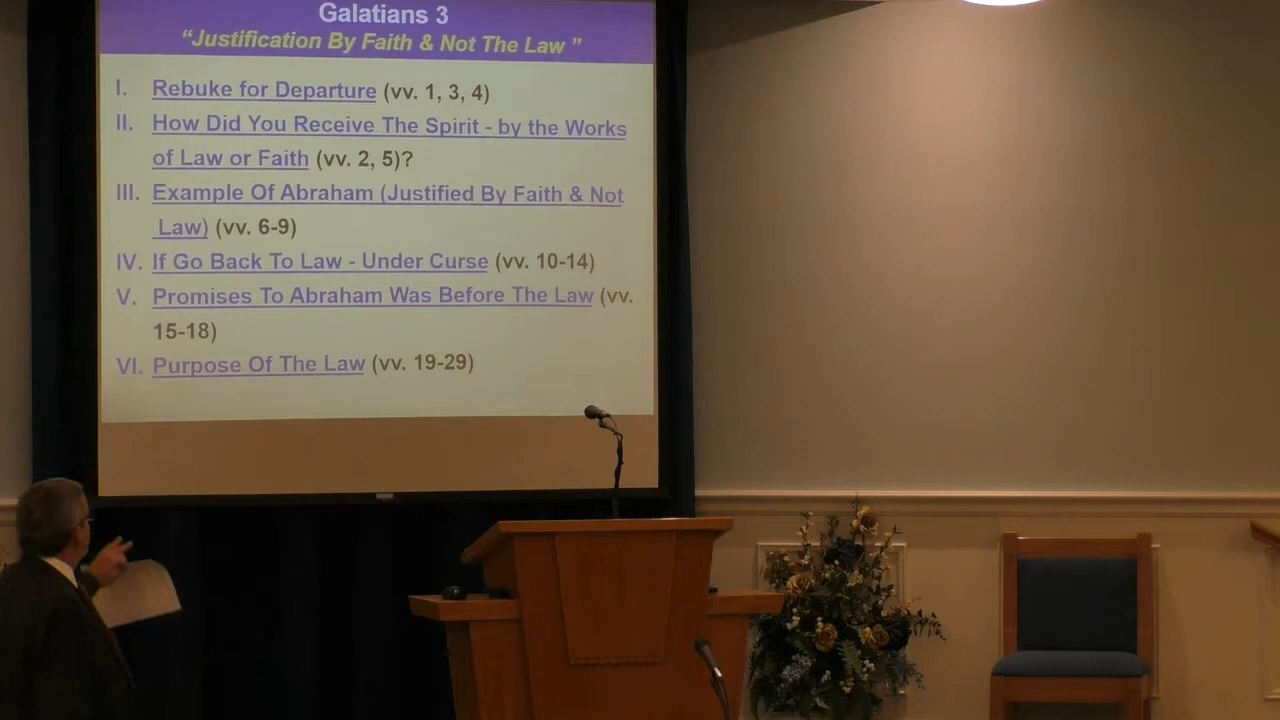 Galatians 3
“Justification By Faith & Not The Law ”
I. Rebuke for Departure (vv. 1, 3, 4)
II. How Did You Receive The Spirit - by the Works
of Law or Faith (vv. 2, 5)?
III. Example Of Abraham (Justified By Faith & Not
Law) (vv. 6-9)
IV. If Go Back To Law - Under Curse (vv. 10-14)
V. Promises To Abraham Was Before The Law (vv.
15-18)
VI. Purpose Of The Law (vv. 19-29)